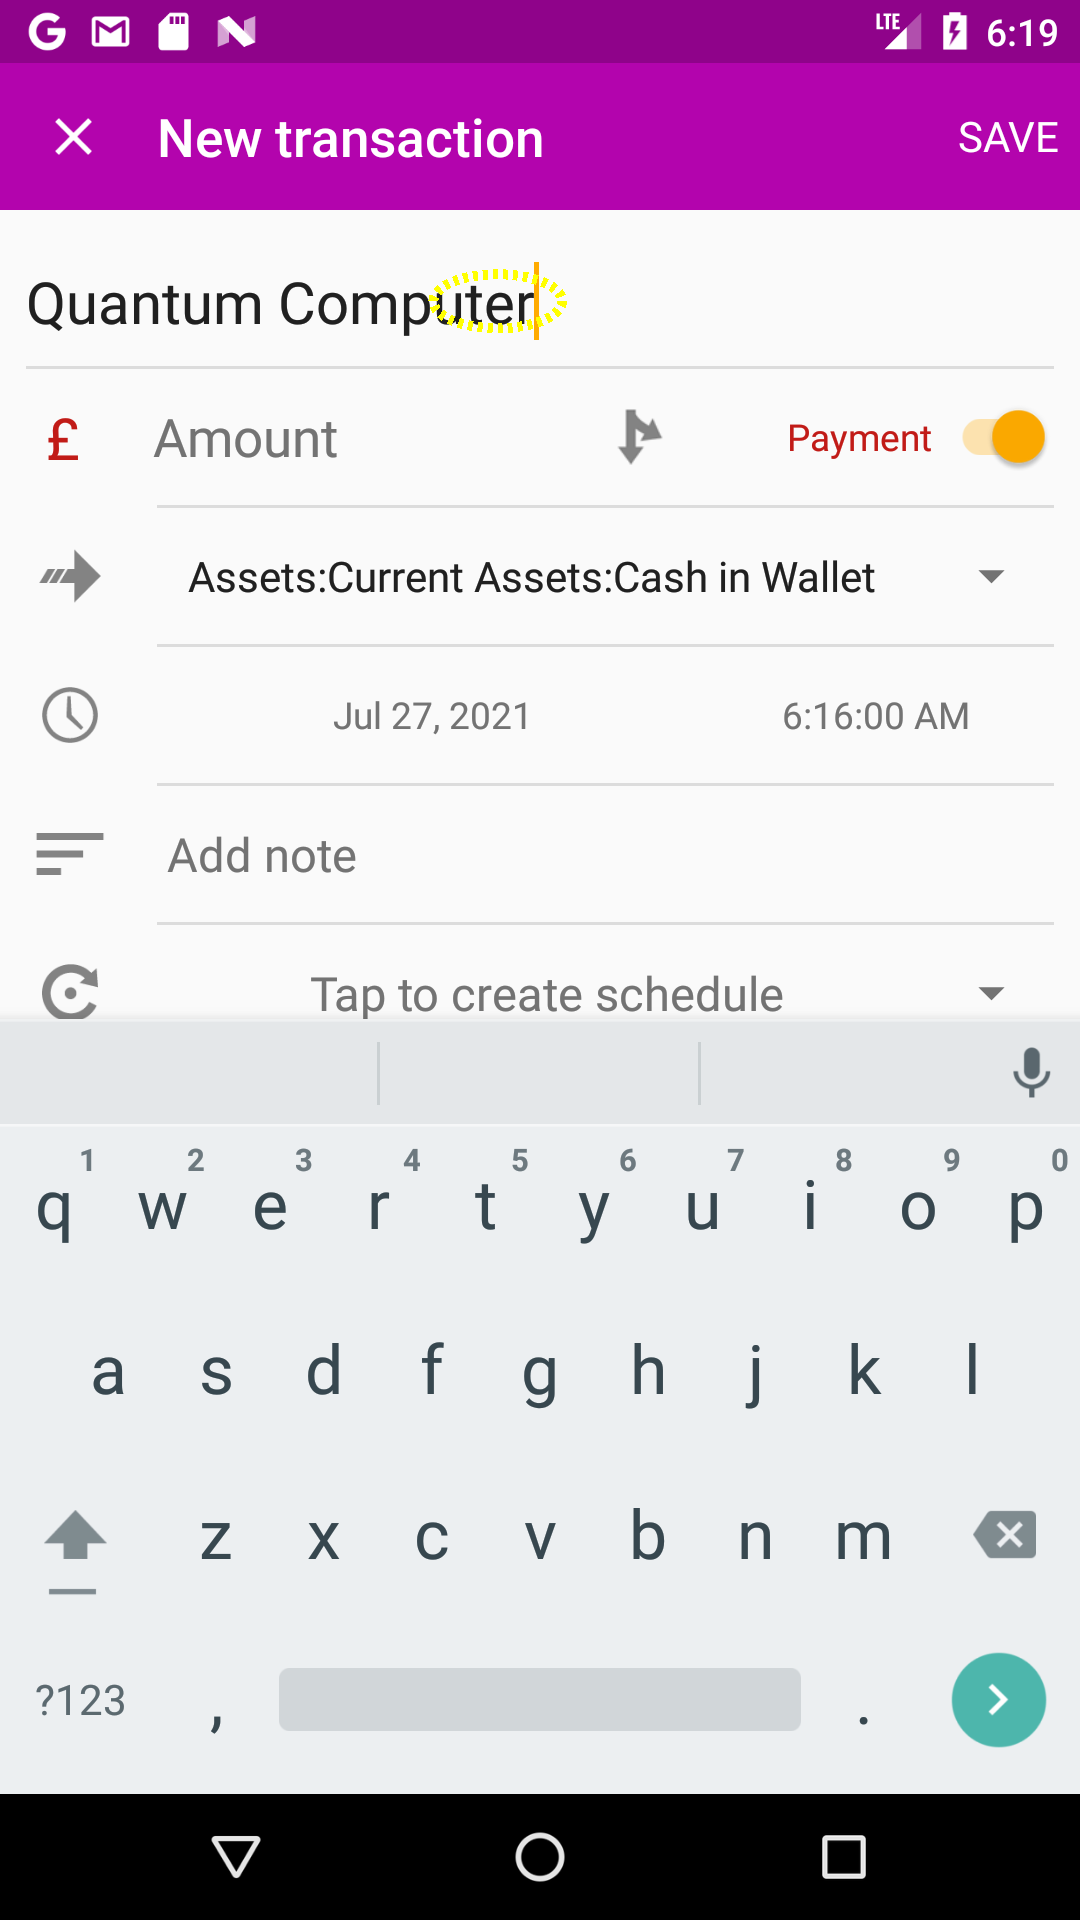 LTE 6:19
New transaction SAVE
Quantum Computer
£ Amount Payment
Assets:Current Assets:Cash in Wallet
Jul 27, 2021 6:16:00 AM
Add note
Tap to create schedule
1 2 3 4 5 6 7 8 9 0
q w e r t y u i o p
a s d f g h j k l
z x c v b n m
?123 , .